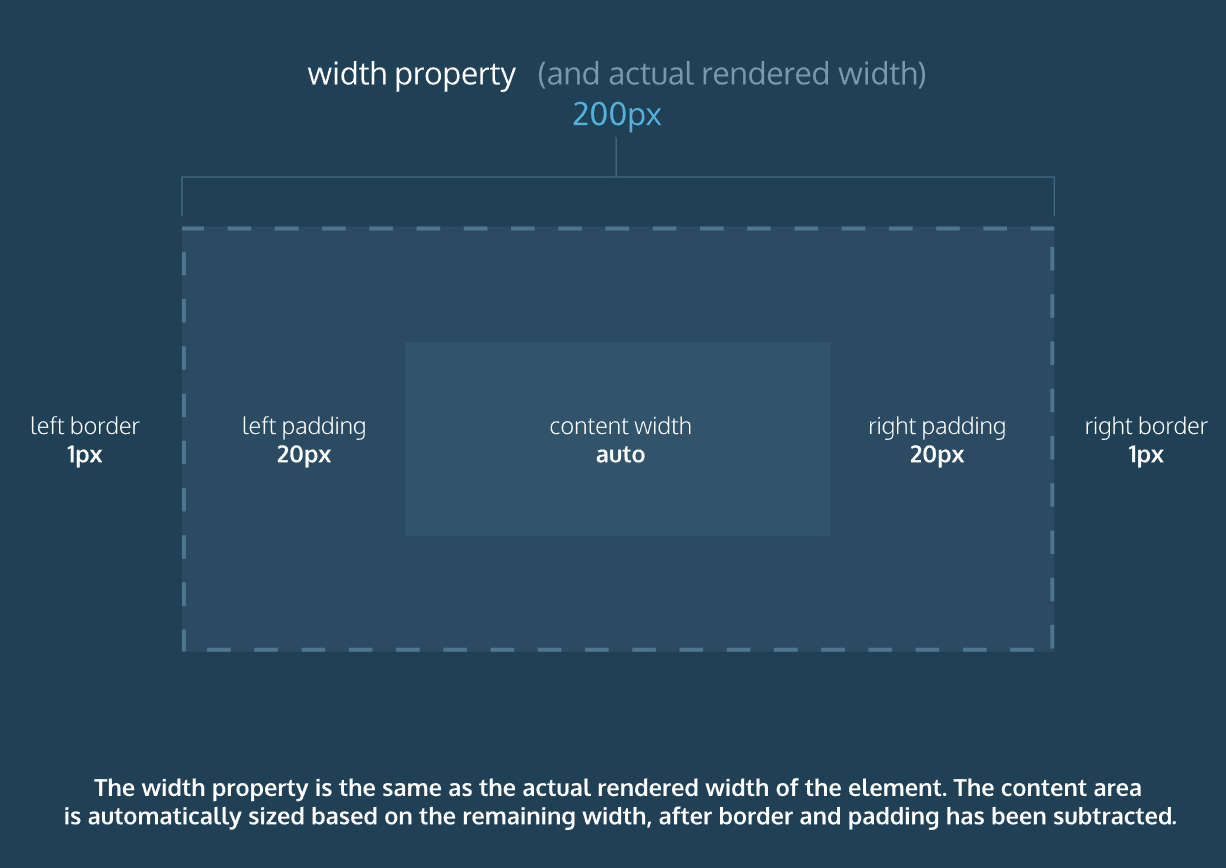 width property (and actual rendered width)
200px
left border
1px
left padding
20px
content width
auto
right padding
20px
right border
1px
The width property is the same as the actual rendered width of the element. The content area
is automatically sized based on the remaining width, after border and padding has been subtracted.